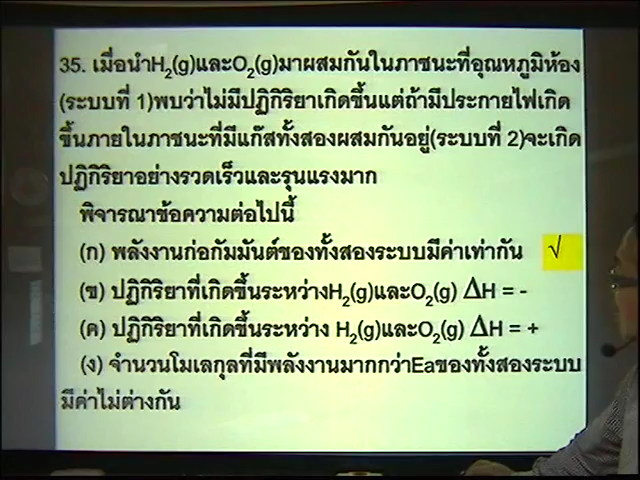 35. เมื่อนำH2(g)และO2(g)มาผสมกันในภาชนะที่อุณหภูมิห้อง
(ระบบที่ 1)พบว่าไม่มีปฏิกิริยาเกิดขึ้นแต่ถ้ามีประกายไฟเกิด
ขึ้นภายในภาชนะที่มีแก๊สทั้งสองผสมกันอยู่(ระบบที่ 2)จะเกิด
ปฏิกิริยาอย่างรวดเร็วและรุนแรงมาก
พิจารณาข้อความต่อไปนี้
(ก) พลังงานก่อกัมมันต์ของทั้งสองระบบมีค่าเท่ากัน √
(ข) ปฏิกิริยาที่เกิดขึ้นระหว่างH2(g)และO2(g) ΔH = -
(ค) ปฏิกิริยาที่เกิดขึ้นระหว่าง H2(g)และO2(g) ΔH = +
(ง) จำนวนโมเลกุลที่มีพลังงานมากกว่าEaของทั้งสองระบบ
มีค่าไม่ต่างกัน